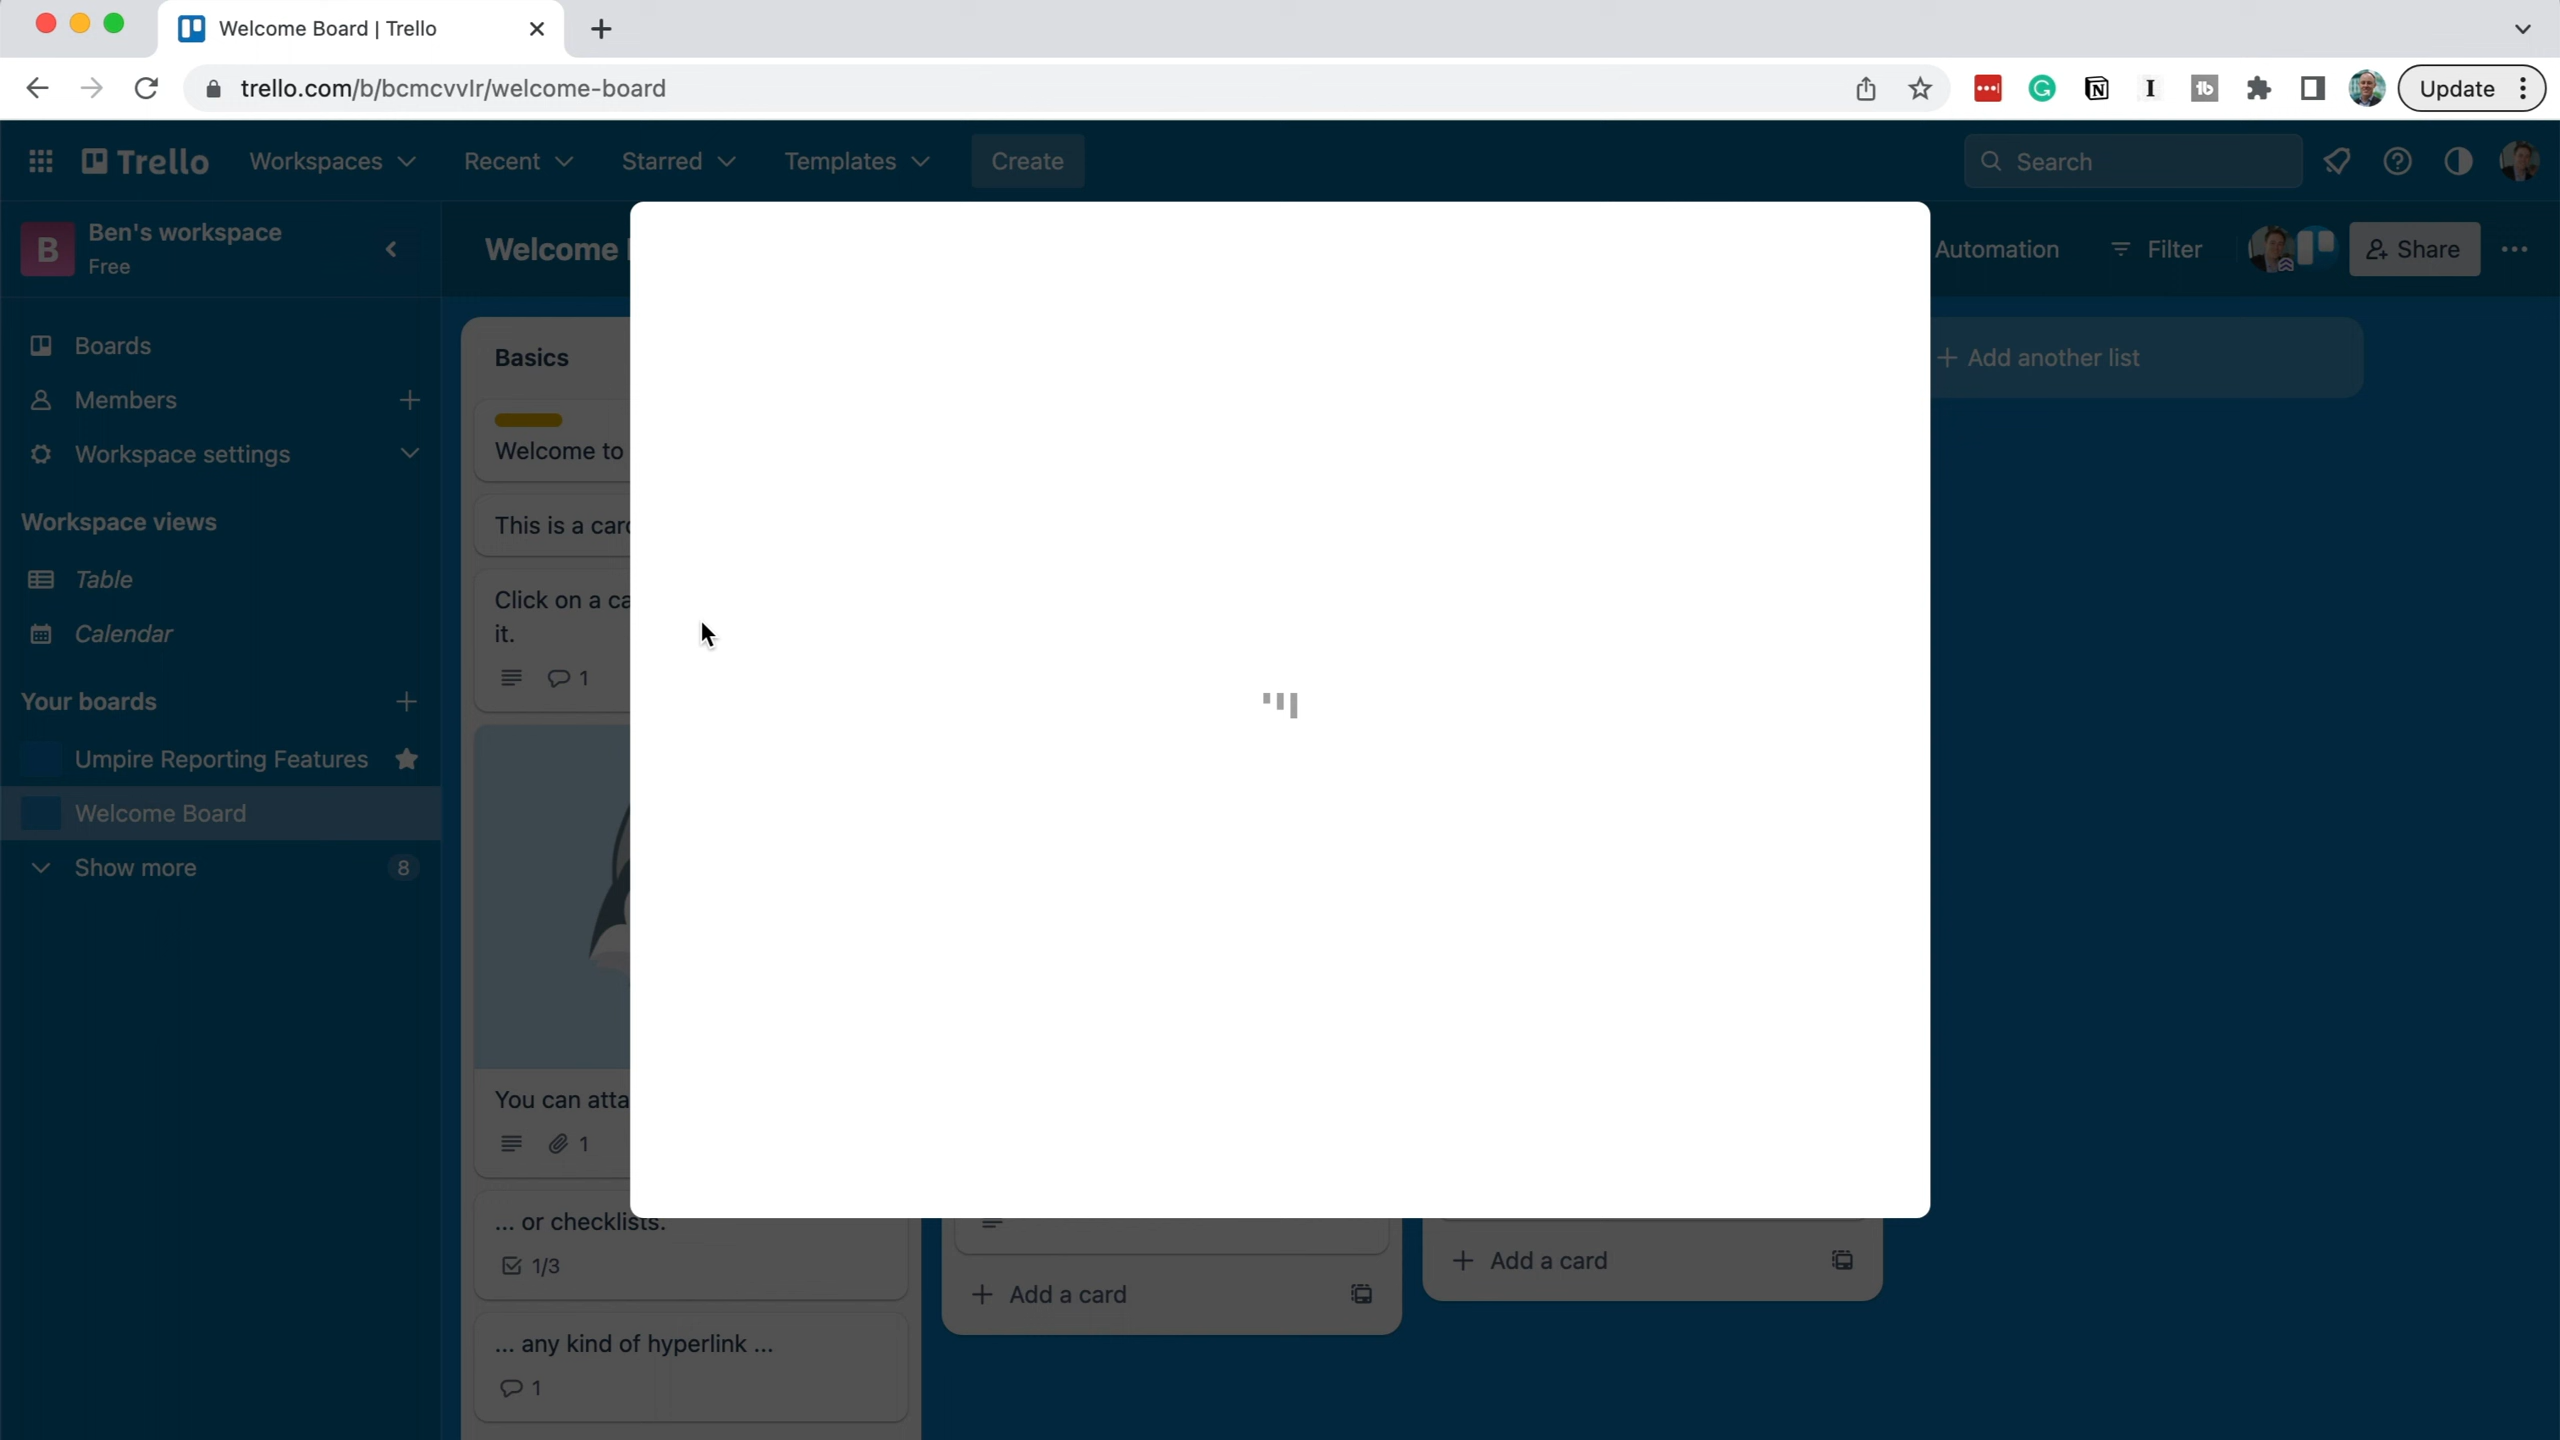 Welcome Board | Trello
trello.com/b/bcmcvvlr/welcome-board
Update
Trello
Workspaces
Recent
Starred
Templates
Create
Search
B
Ben's workspace
Free
Welcome
Automation
Filter
Share
Boards
Members
Workspace settings
Workspace views
Table
Calendar
Your boards
Umpire Reporting Features
Welcome Board
Show more
8
Basics
Welcome to
This is a card
Click on a ca
it.
1
You can atta
1
... or checklists.
1/3
... any kind of hyperlink ...
1
Add a card
Add a card
Add another list